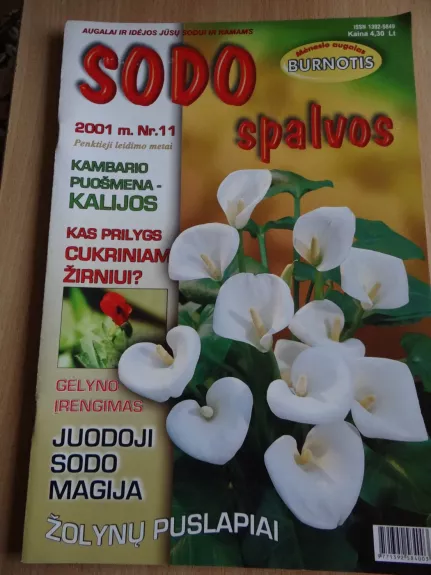 AUGALAI IR IDĖJOS JŪSŲ SODUI IR NAMAMS
ISSN 1392-5849
Kaina 4,30 Lt
Mėnesio augalas
BURNOTIS
SODO
spalvos
2001 m. Nr.11
Penktieji leidimo metai
KAMBARIO
PUOŠMENA -
KALIJOS
KAS PRILYGS
CUKRINIAM
ŽIRNIUI?
GĖLYNO
ĮRENGIMAS
JUODOJI
SODO
MAGIJA
ŽOLYNŲ PUSLAPIAI